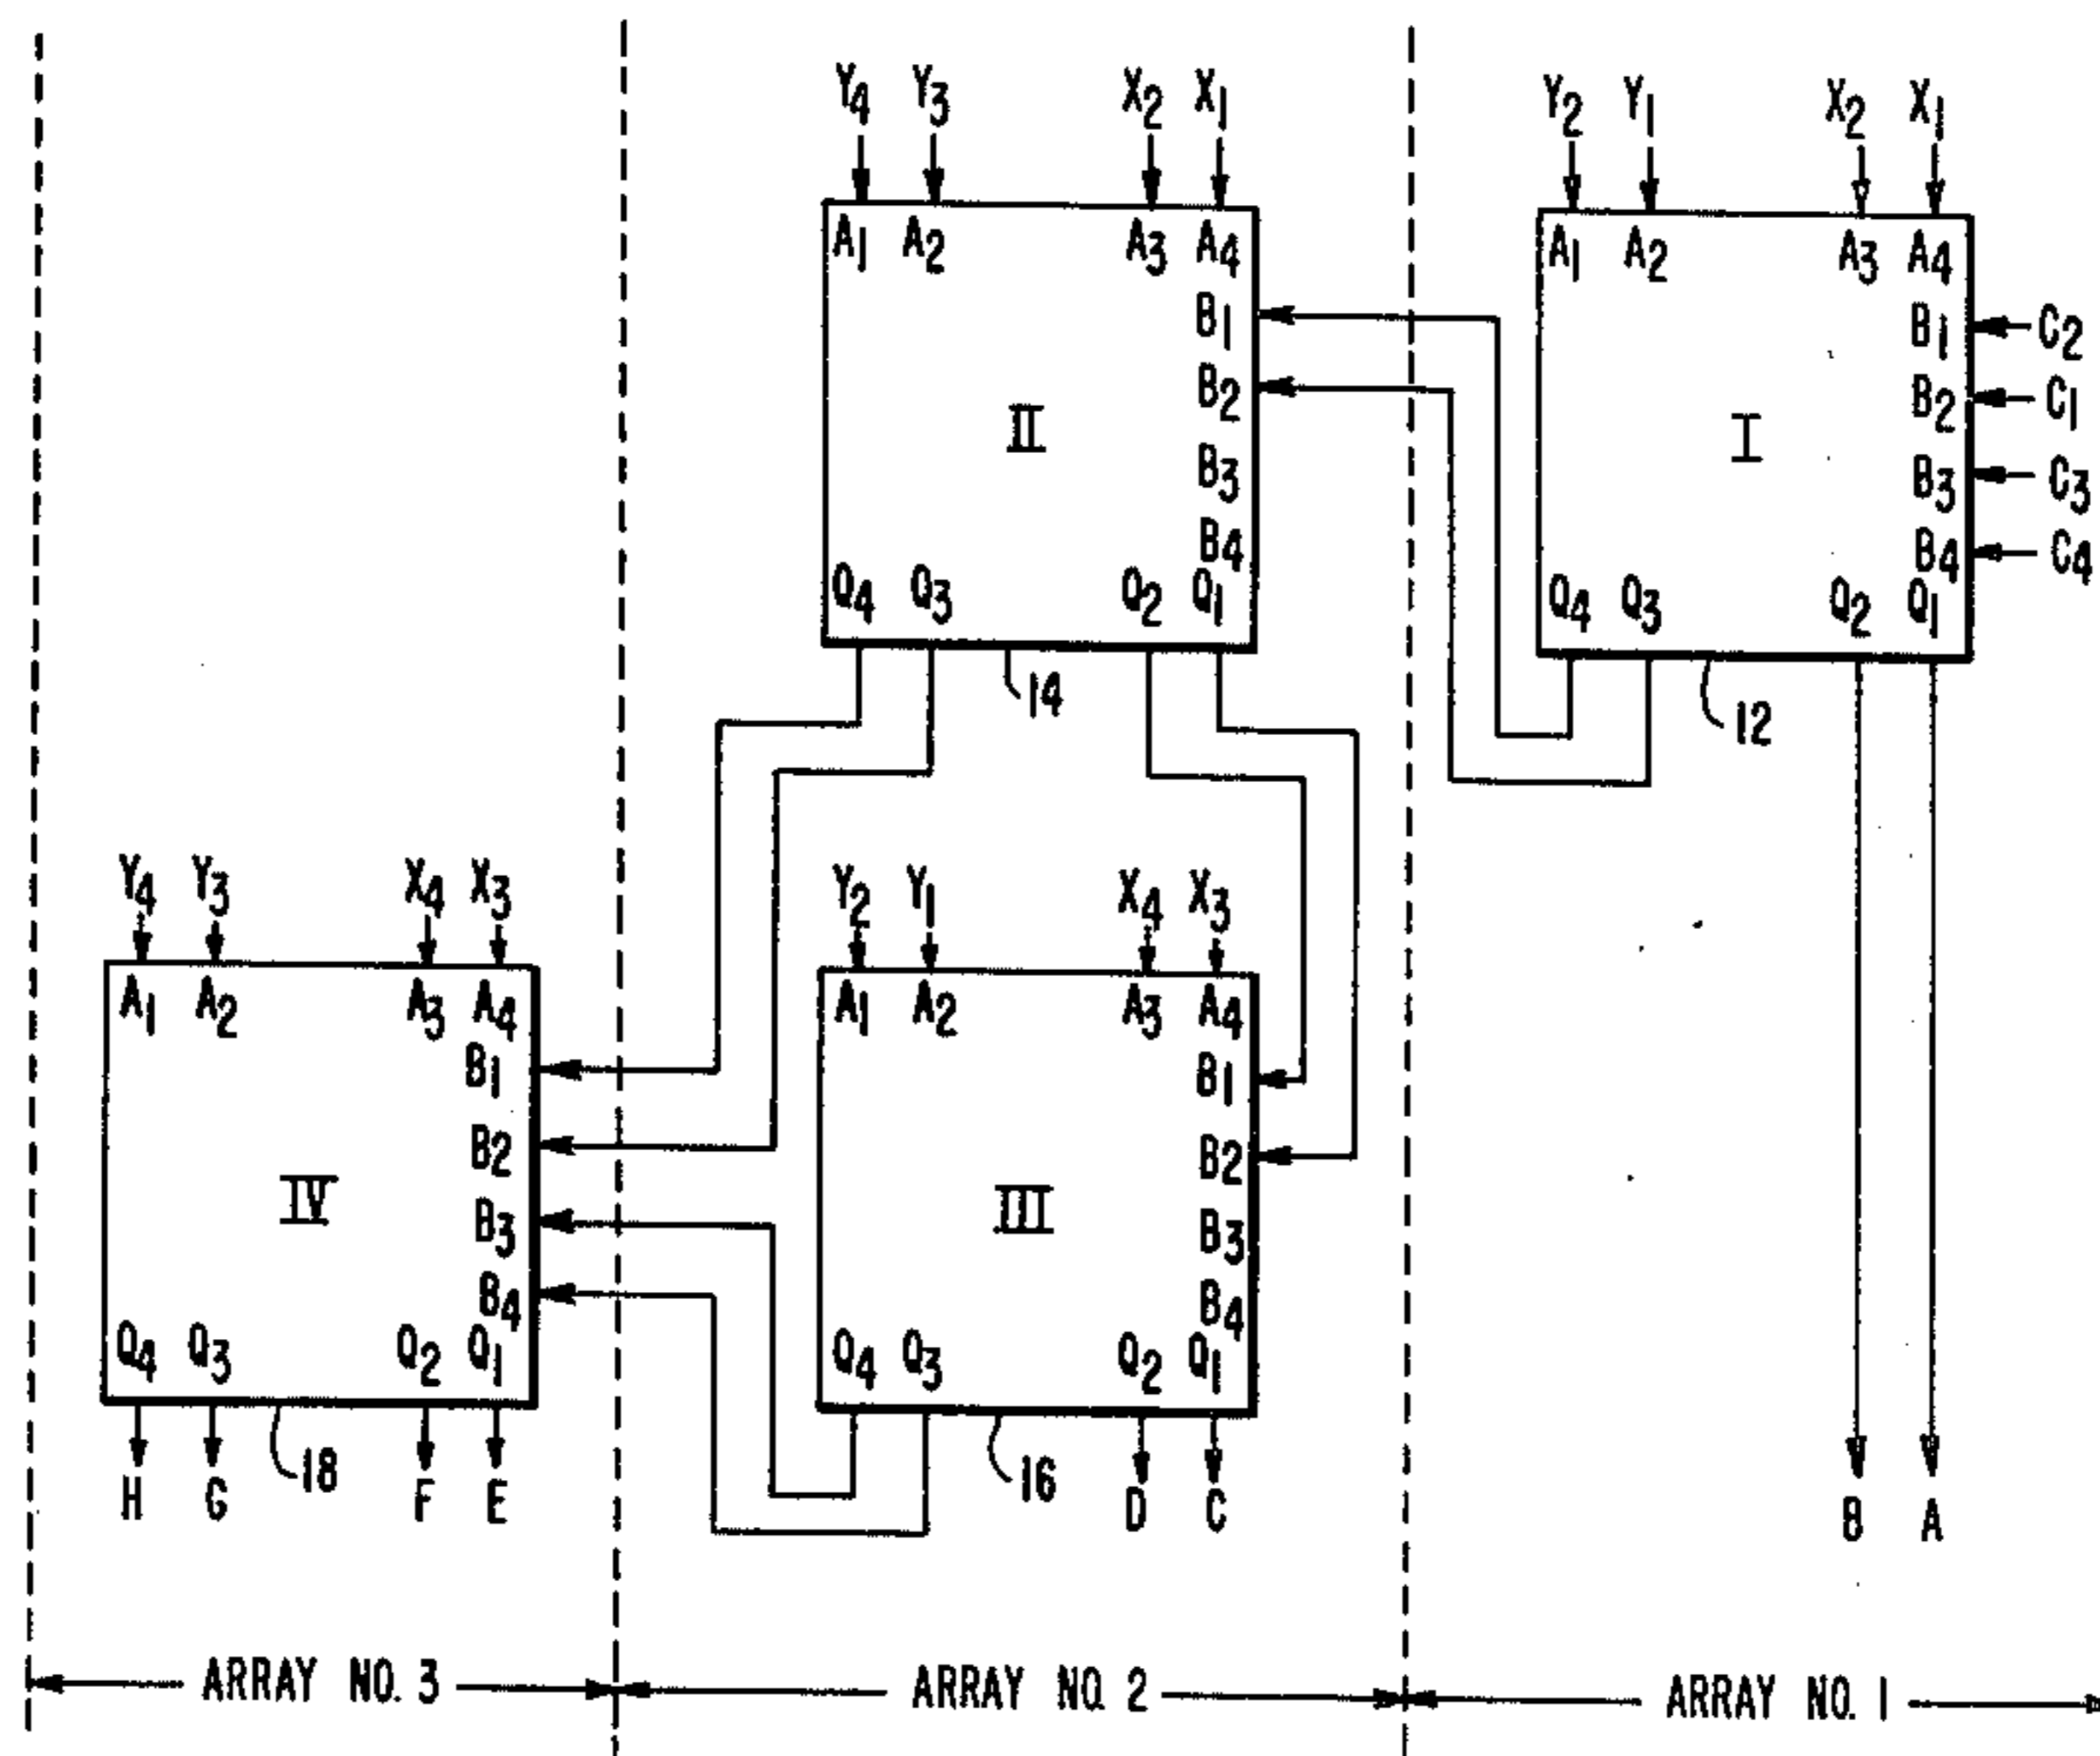 Y4 Y3 X2 X1
A1 A2 A3 A4
B1
B2
II
B3
B4
Q4 Q3 Q2 Q1
14
Y2 Y1 X2 X1
A1 A2 A3 A4
B1 C2
B2 C1
I
B3 C3
B4 C4
Q4 Q3 Q2 Q1
12
Y4 Y3 X4 X3
A1 A2 A3 A4
B1
B2
IV
B3
B4
Q4 Q3 Q2 Q1
18
H G F E
Y2 Y1 X4 X3
A1 A2 A3 A4
B1
B2
III
B3
B4
Q4 Q3 Q2 Q1
16
D C
B A
ARRAY NO. 3
ARRAY NO. 2
ARRAY NO. 1